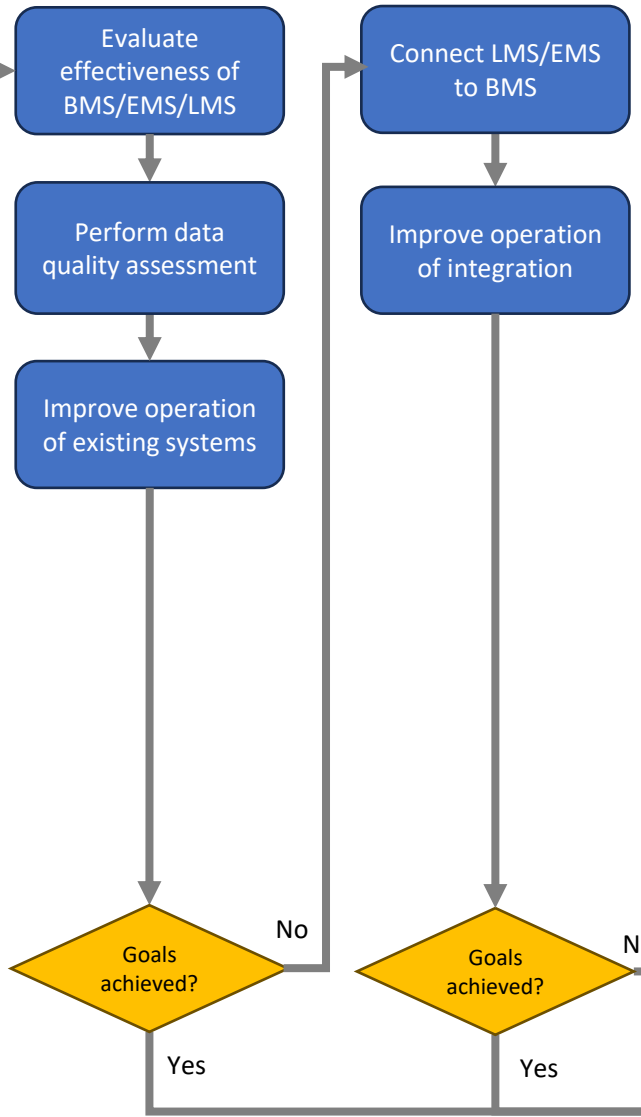 Evaluate
effectiveness of
BMS/EMS/LMS
Perform data
quality assessment
Improve operation
of existing systems
Goals
achieved?
No
Yes
Connect LMS/EMS
to BMS
Improve operation
of integration
Goals
achieved?
Yes